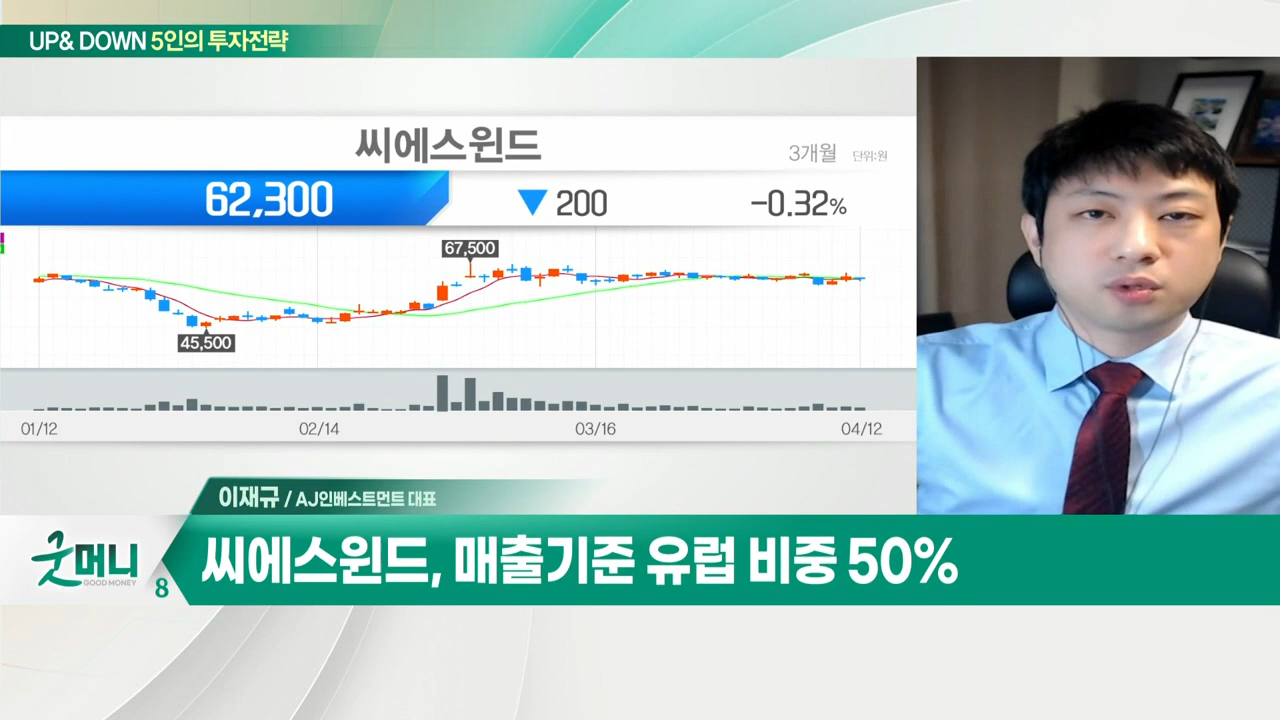 UP& DOWN 5인의 투자전략
씨에스윈드
3개월 단위:원
62,300 ▼ 200 -0.32%
67,500
45,500
01/12 02/14 03/16 04/12
이재규 / AJ인베스트먼트 대표
굿머니
GOOD MONEY
8
씨에스윈드, 매출기준 유럽 비중 50%